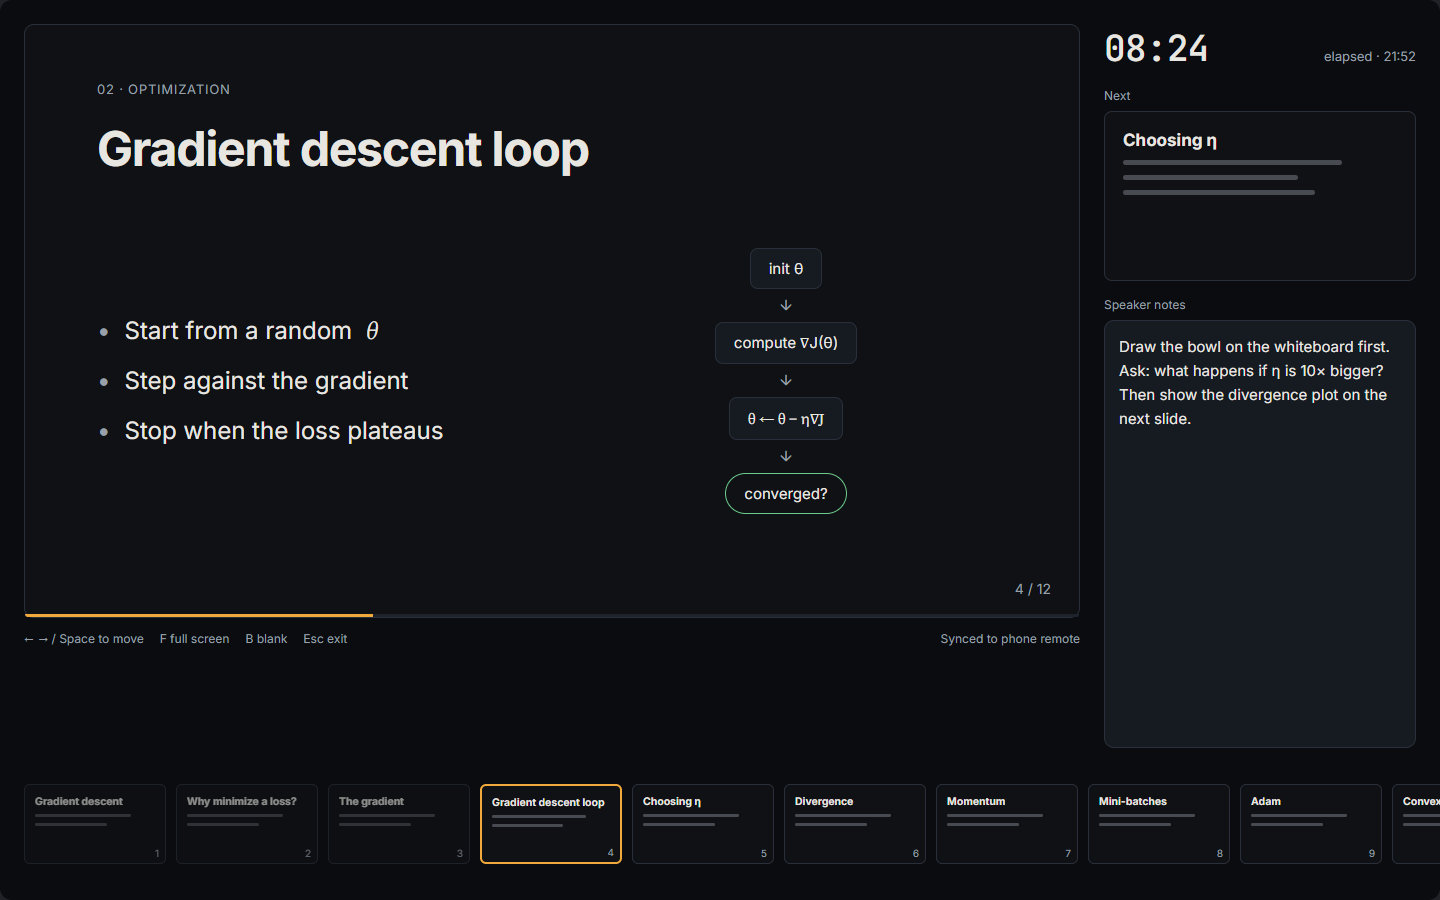 02 · OPTIMIZATION
Gradient descent loop
• Start from a random θ
• Step against the gradient
• Stop when the loss plateaus
init θ
↓
compute ∇J(θ)
↓
θ ← θ − η∇J
↓
converged?
4 / 12
← → / Space to move F full screen B blank Esc exit
Synced to phone remote
08:24
elapsed · 21:52
Next
Choosing η
Speaker notes
Draw the bowl on the whiteboard first.
Ask: what happens if η is 10× bigger?
Then show the divergence plot on the
next slide.
Gradient descent
1
Why minimize a loss?
2
The gradient
3
Gradient descent loop
4
Choosing η
5
Divergence
6
Momentum
7
Mini-batches
8
Adam
9
Convex